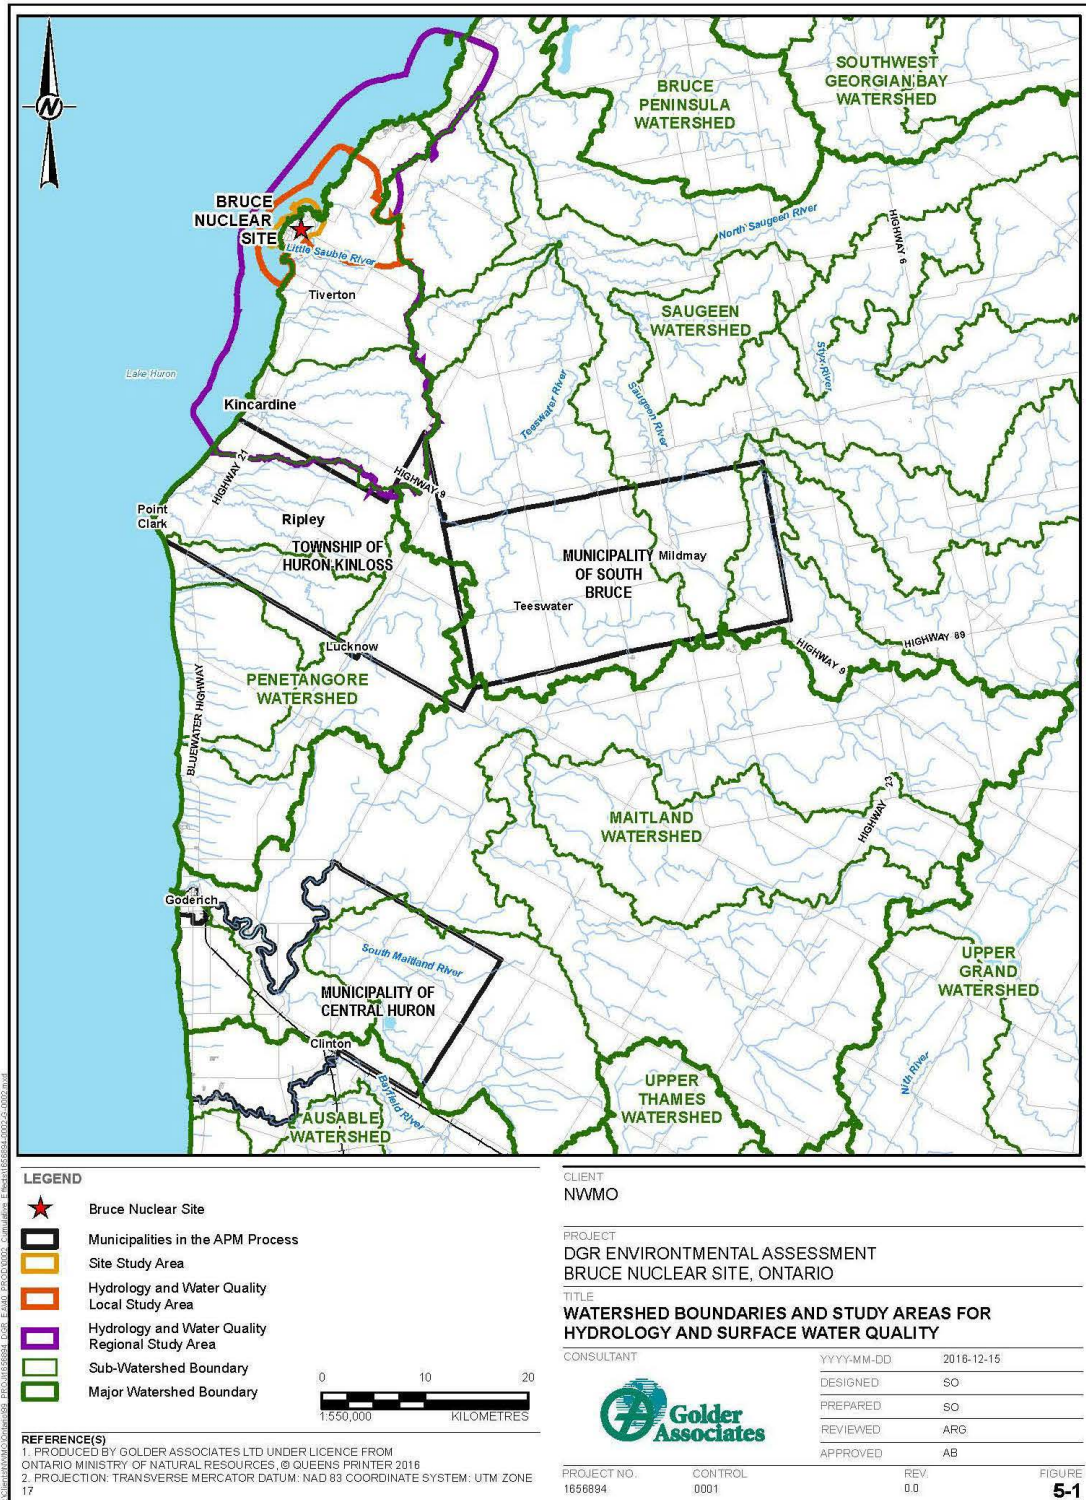 SOUTHWEST
GEORGIAN BAY
WATERSHED
BRUCE
PENINSULA
WATERSHED
N
BRUCE
NUCLEAR
SITE
North Saugeen River
HIGHWAY 6
Little Sauble River
Tiverton
SAUGEEN
WATERSHED
Styx River
Lake Huron
Teeswater River
Saugeen River
Kincardine
HIGHWAY 21
HIGHWAY 9
Point
Clark
Ripley
TOWNSHIP OF
HURON-KINLOSS
MUNICIPALITY
OF SOUTH
BRUCE
Mildmay
Teeswater
HIGHWAY 9
HIGHWAY 89
Lucknow
PENETANGORE
WATERSHED
BLUEWATER HIGHWAY
MAITLAND
WATERSHED
HIGHWAY 23
Goderich
South Maitland River
UPPER
GRAND
WATERSHED
MUNICIPALITY OF
CENTRAL HURON
Clinton
Bayfield River
Nith River
UPPER
THAMES
WATERSHED
AUSABLE
WATERSHED
LEGEND
Bruce Nuclear Site
Municipalities in the APM Process
Site Study Area
Hydrology and Water Quality
Local Study Area
Hydrology and Water Quality
Regional Study Area
Sub-Watershed Boundary
Major Watershed Boundary
0 10 20
1:550,000 KILOMETRES
REFERENCE(S)
1. PRODUCED BY GOLDER ASSOCIATES LTD UNDER LICENCE FROM
ONTARIO MINISTRY OF NATURAL RESOURCES, © QUEENS PRINTER 2016
2. PROJECTION: TRANSVERSE MERCATOR DATUM: NAD 83 COORDINATE SYSTEM: UTM ZONE
17
CLIENT
NWMO
PROJECT
DGR ENVIRONTMENTAL ASSESSMENT
BRUCE NUCLEAR SITE, ONTARIO
TITLE
WATERSHED BOUNDARIES AND STUDY AREAS FOR
HYDROLOGY AND SURFACE WATER QUALITY
CONSULTANT
Golder
Associates
YYYY-MM-DD 2016-12-15
DESIGNED SO
PREPARED SO
REVIEWED ARG
APPROVED AB
PROJECT NO. CONTROL REV. FIGURE
1656894 0001 0.0 5-1